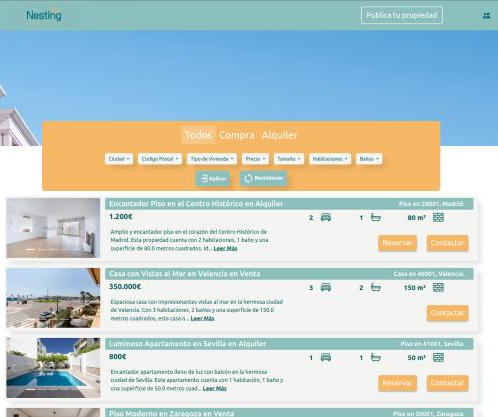 Nesting
Publica tu propiedad
Todos Compra Alquiler
Ciudad Codigo Postal Tipo de Vivienda Precio Tamaño Habitaciones Baños
Aplicar Restablecer
Encantador Piso en el Centro Histórico en Alquiler Piso en 28001, Madrid.
1.200€ 2 1 80 m²
Amplio y encantador piso en el corazón del Centro Histórico de
Madrid. Esta propiedad cuenta con 2 habitaciones, 1 baño y una
superficie de 80.0 metros cuadrados. Id... Leer Más
Reservar Contactar
Casa con Vistas al Mar en Valencia en Venta Casa en 46001, Valencia.
350.000€ 3 2 150 m²
Espaciosa casa con impresionantes vistas al mar en la hermosa ciudad
de Valencia. Con 3 habitaciones, 2 baños y una superficie de 150.0
metros cuadrados, esta casa o... Leer Más
Contactar
Luminoso Apartamento en Sevilla en Alquiler Piso en 41001, Sevilla.
800€ 1 1 50 m²
Encantador apartamento lleno de luz con balcón en la hermosa
ciudad de Sevilla. Este apartamento cuenta con 1 habitación, 1 baño y
una superficie de 50.0 metros cuad... Leer Más
Reservar Contactar
Piso Moderno en Zaragoza en Venta Piso en 50001, Zaragoza.